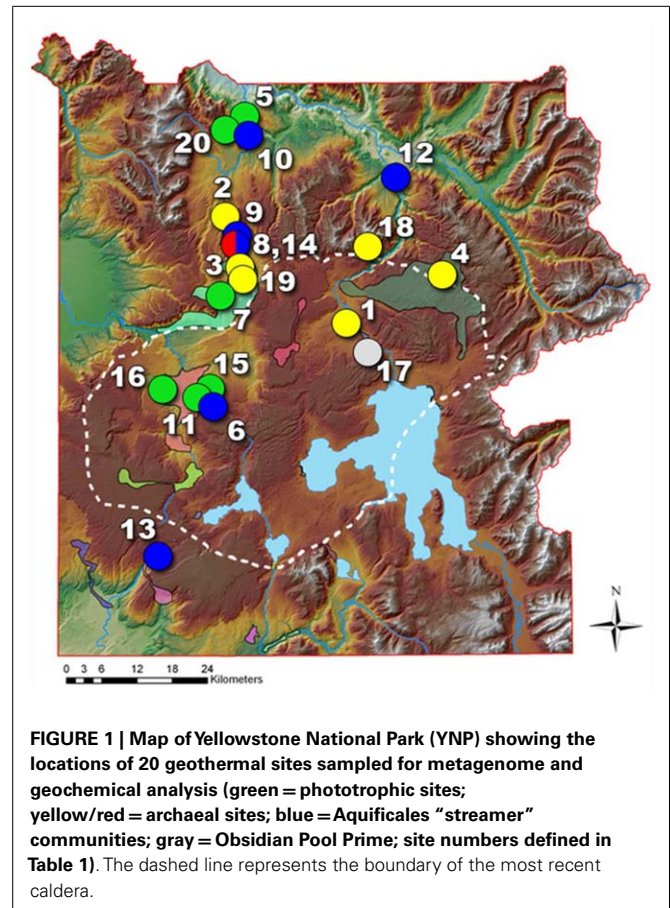 5
20
10
12
2
9
8,14
18
3
4
19
7
1
17
16
15
11
6
13
N
0 3 6 12 18 24
Kilometers
FIGURE 1 | Map of Yellowstone National Park (YNP) showing the
locations of 20 geothermal sites sampled for metagenome and
geochemical analysis (green = phototrophic sites;
yellow/red = archaeal sites; blue = Aquificales “streamer”
communities; gray = Obsidian Pool Prime; site numbers defined in
Table 1). The dashed line represents the boundary of the most recent
caldera.